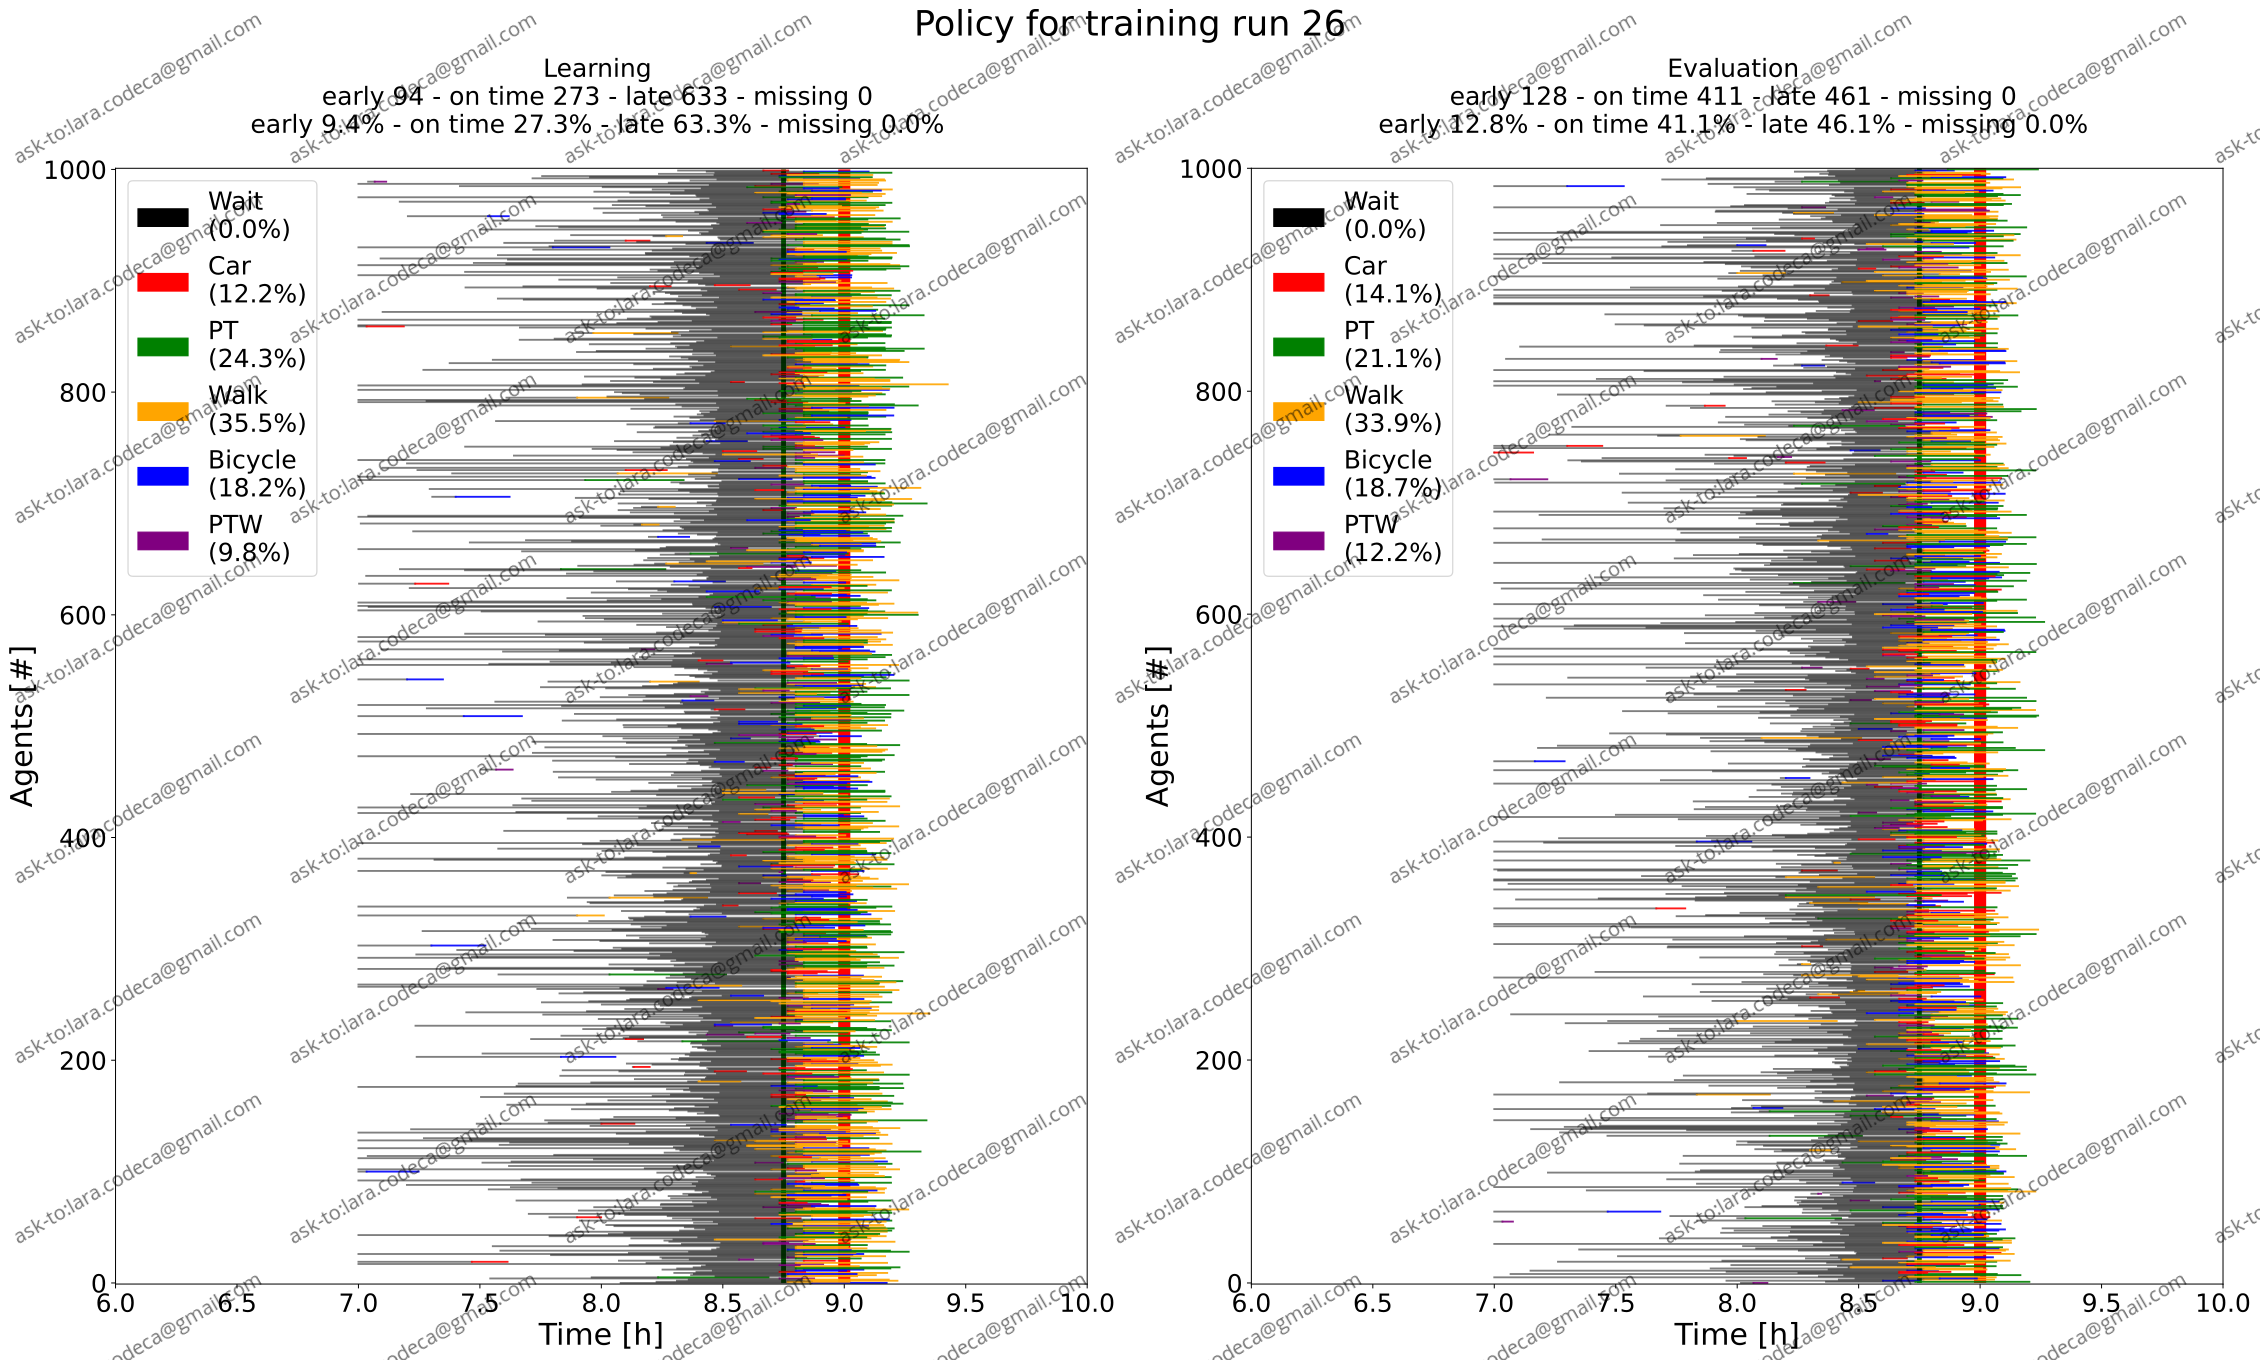 Policy for training run 26
Learning
early 94 - on time 273 - late 633 - missing 0
early 9.4% - on time 27.3% - late 63.3% - missing 0.0%
Wait
(0.0%)
Car
(12.2%)
PT
(24.3%)
Walk
(35.5%)
Bicycle
(18.2%)
PTW
(9.8%)
Agents [#]
1000
800
600
400
200
0
6.0 6.5 7.0 7.5 8.0 8.5 9.0 9.5 10.0
Time [h]
Evaluation
early 128 - on time 411 - late 461 - missing 0
early 12.8% - on time 41.1% - late 46.1% - missing 0.0%
Wait
(0.0%)
Car
(14.1%)
PT
(21.1%)
Walk
(33.9%)
Bicycle
(18.7%)
PTW
(12.2%)
Agents [#]
1000
800
600
400
200
0
6.0 6.5 7.0 7.5 8.0 8.5 9.0 9.5 10.0
Time [h]
ask-to:lara.codeca@gmail.com